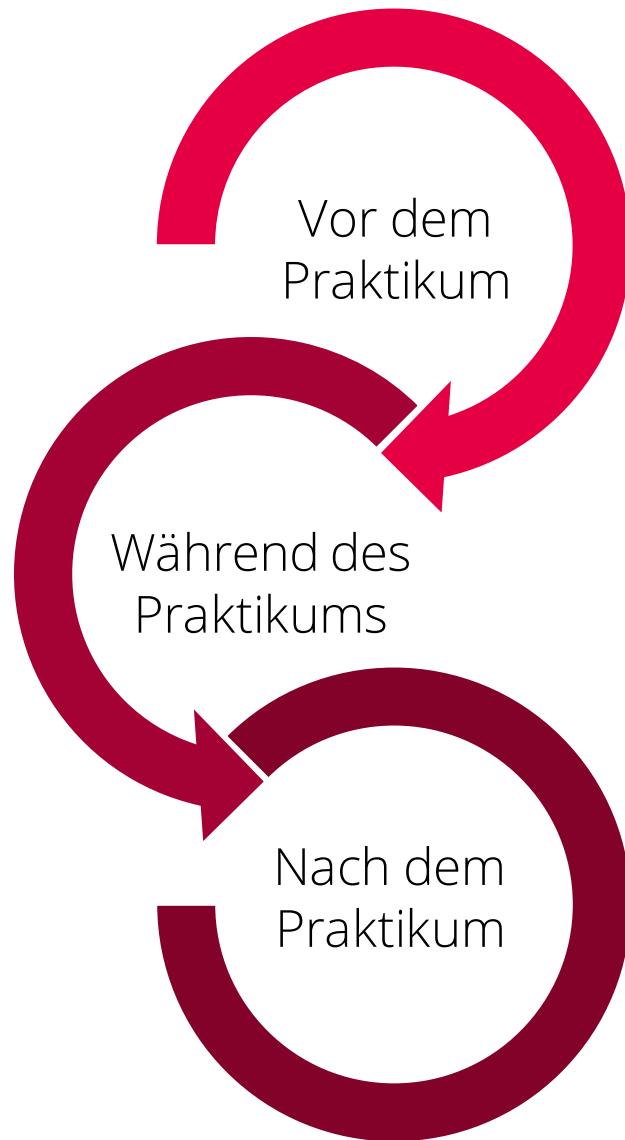 Vor dem
Praktikum
Während des
Praktikums
Nach dem
Praktikum